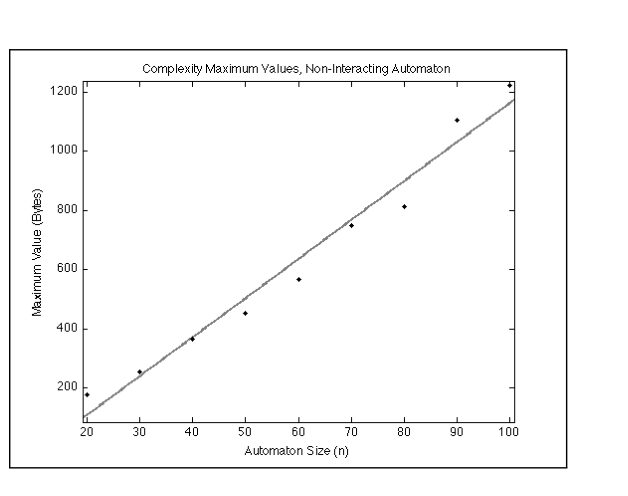 Complexity Maximum Values, Non-Interacting Automaton
1200
1000
800
600
400
200
Maximum Value (Bytes)
20 30 40 50 60 70 80 90 100
Automaton Size (n)